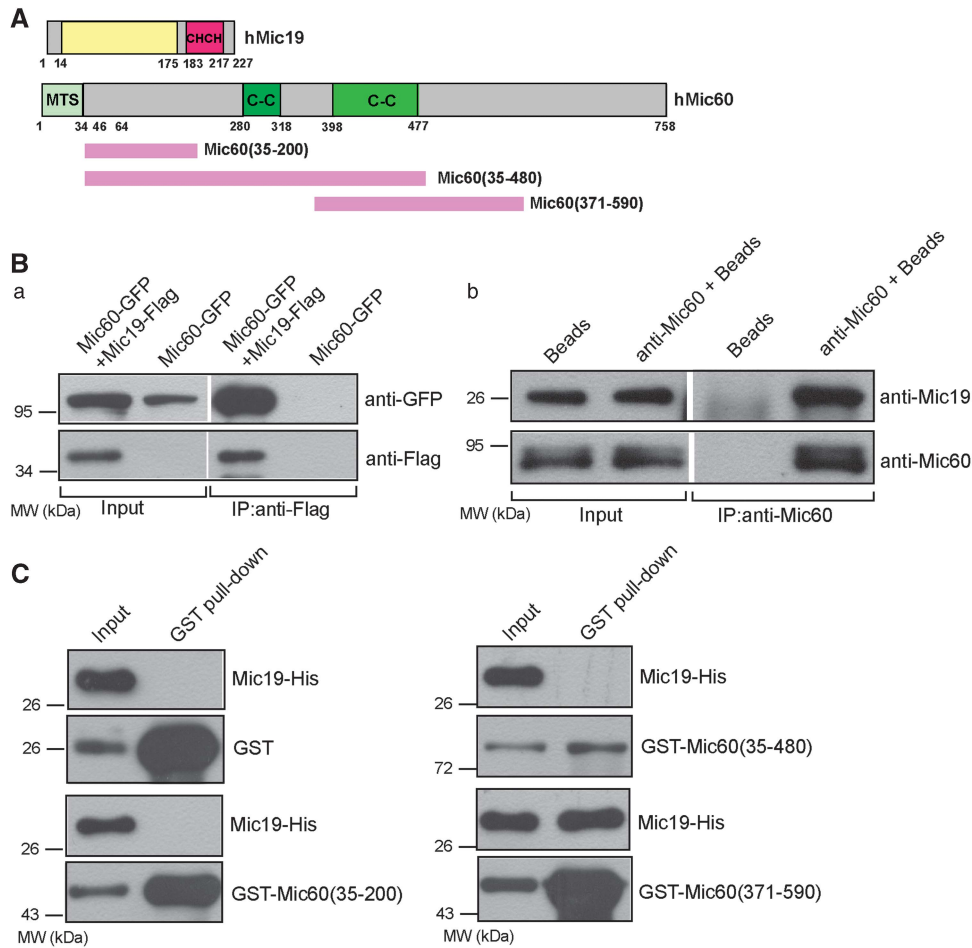 A
CHCH
hMic19
1 14 175 183 217 227
MTS C-C C-C
hMic60
1 34 46 64 280 318 398 477 758
Mic60(35-200)
Mic60(35-480)
Mic60(371-590)
B
a
Mic60-GFP
+Mic19-Flag
Mic60-GFP
Mic60-GFP
+Mic19-Flag
Mic60-GFP
95
anti-GFP
34
anti-Flag
MW (kDa)
Input
IP:anti-Flag
b
Beads
anti-Mic60 + Beads
Beads
anti-Mic60 + Beads
26
anti-Mic19
95
anti-Mic60
MW (kDa)
Input
IP:anti-Mic60
C
Input
GST pull-down
Mic19-His
26
26
GST
Mic19-His
26
GST-Mic60(35-200)
43
MW (kDa)
Input
GST pull-down
Mic19-His
26
GST-Mic60(35-480)
72
Mic19-His
26
GST-Mic60(371-590)
43
MW (kDa)